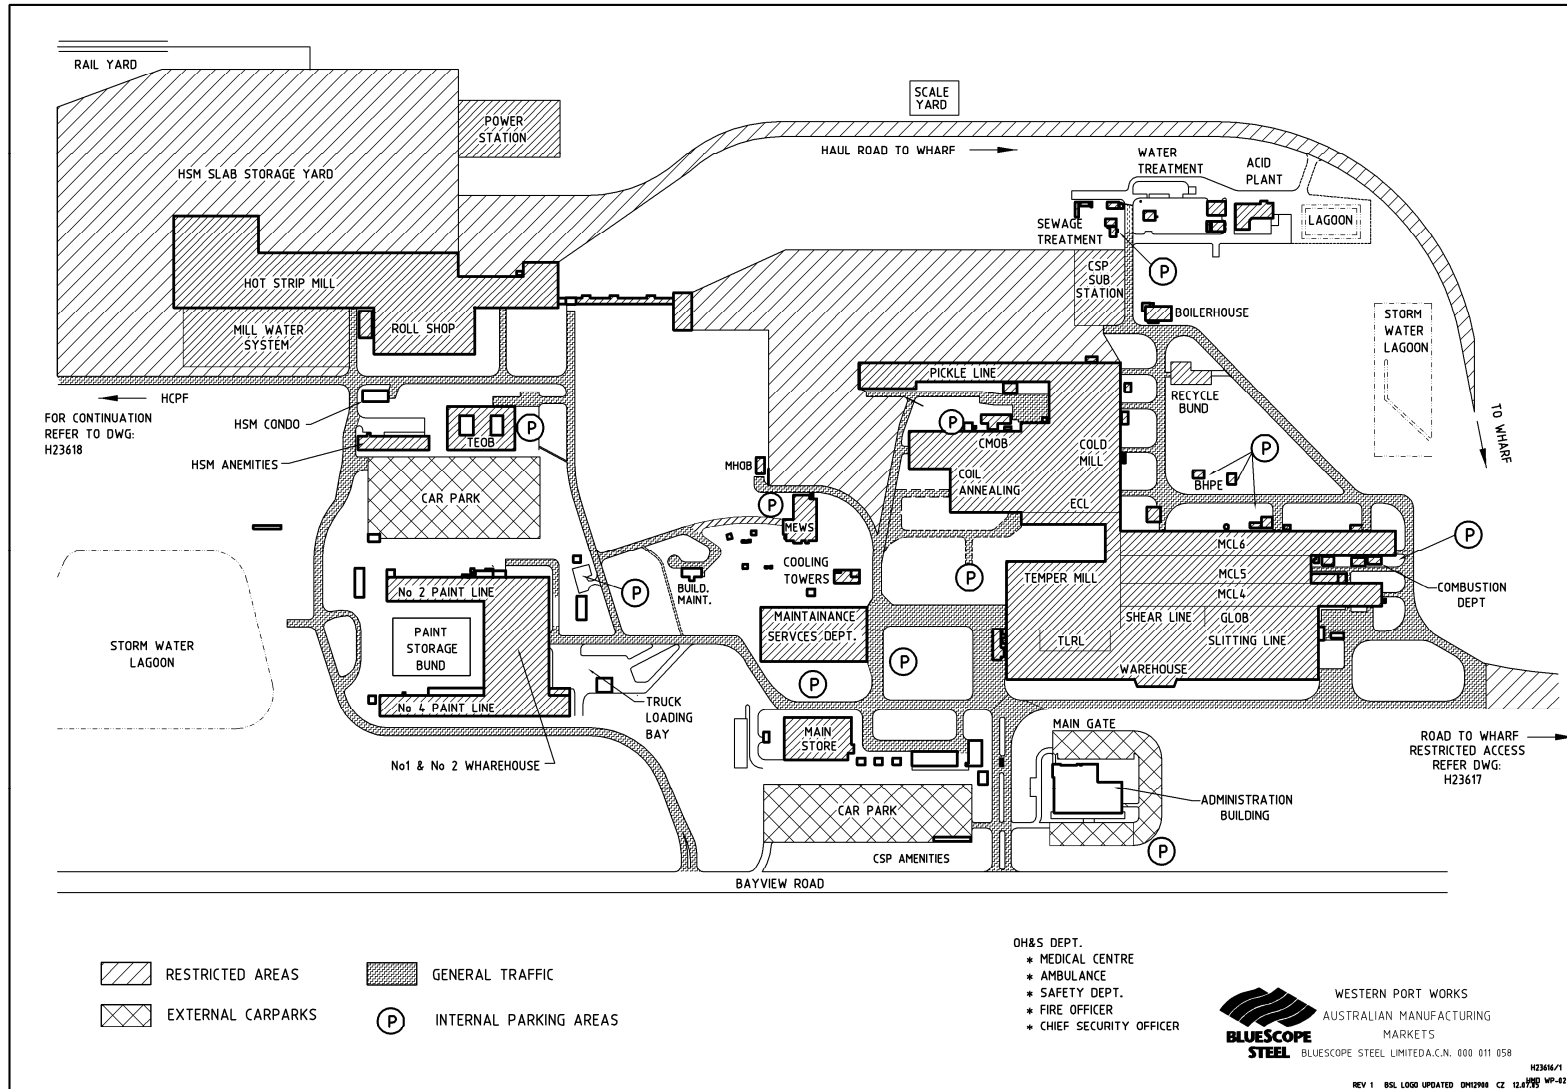 RAIL YARD
SCALE
YARD
POWER
STATION
HAUL ROAD TO WHARF
WATER
TREATMENT
ACID
PLANT
HSM SLAB STORAGE YARD
SEWAGE
TREATMENT
LAGOON
P
CSP
SUB
STATION
HOT STRIP MILL
BOILERHOUSE
STORM
WATER
LAGOON
MILL WATER
SYSTEM
ROLL SHOP
PICKLE LINE
HCPF
RECYCLE
BUND
FOR CONTINUATION
REFER TO DWG:
H23618
HSM CONDO
TEOB
P
P
CMOB
COLD
MILL
TO WHARF
HSM ANEMITIES
P
MHOB
COIL
ANNEALING
BHPE
CAR PARK
P
ECL
MEWS
P
MCL6
COOLING
TOWERS
P
TEMPER MILL
MCL5
COMBUSTION
DEPT
BUILD.
MAINT.
P
No 2 PAINT LINE
MCL4
MAINTAINANCE
SERVCES DEPT.
SHEAR LINE
GLOB
SLITTING LINE
PAINT
STORAGE
BUND
TLRL
STORM WATER
LAGOON
P
WAREHOUSE
P
No 4 PAINT LINE
TRUCK
LOADING
BAY
MAIN
STORE
MAIN GATE
ROAD TO WHARF
RESTRICTED ACCESS
REFER DWG:
H23617
No1 & No 2 WHAREHOUSE
ADMINISTRATION
BUILDING
CAR PARK
P
CSP AMENITIES
BAYVIEW ROAD
RESTRICTED AREAS
GENERAL TRAFFIC
EXTERNAL CARPARKS
P
INTERNAL PARKING AREAS
OH&S DEPT.
* MEDICAL CENTRE
* AMBULANCE
* SAFETY DEPT.
* FIRE OFFICER
* CHIEF SECURITY OFFICER
BLUESCOPE
STEEL
WESTERN PORT WORKS
AUSTRALIAN MANUFACTURING
MARKETS
BLUESCOPE STEEL LIMITEDA.C.N. 000 011 058
H23616/1
HMD WP-02
REV 1 BSL LOGO UPDATED DM12900 CZ